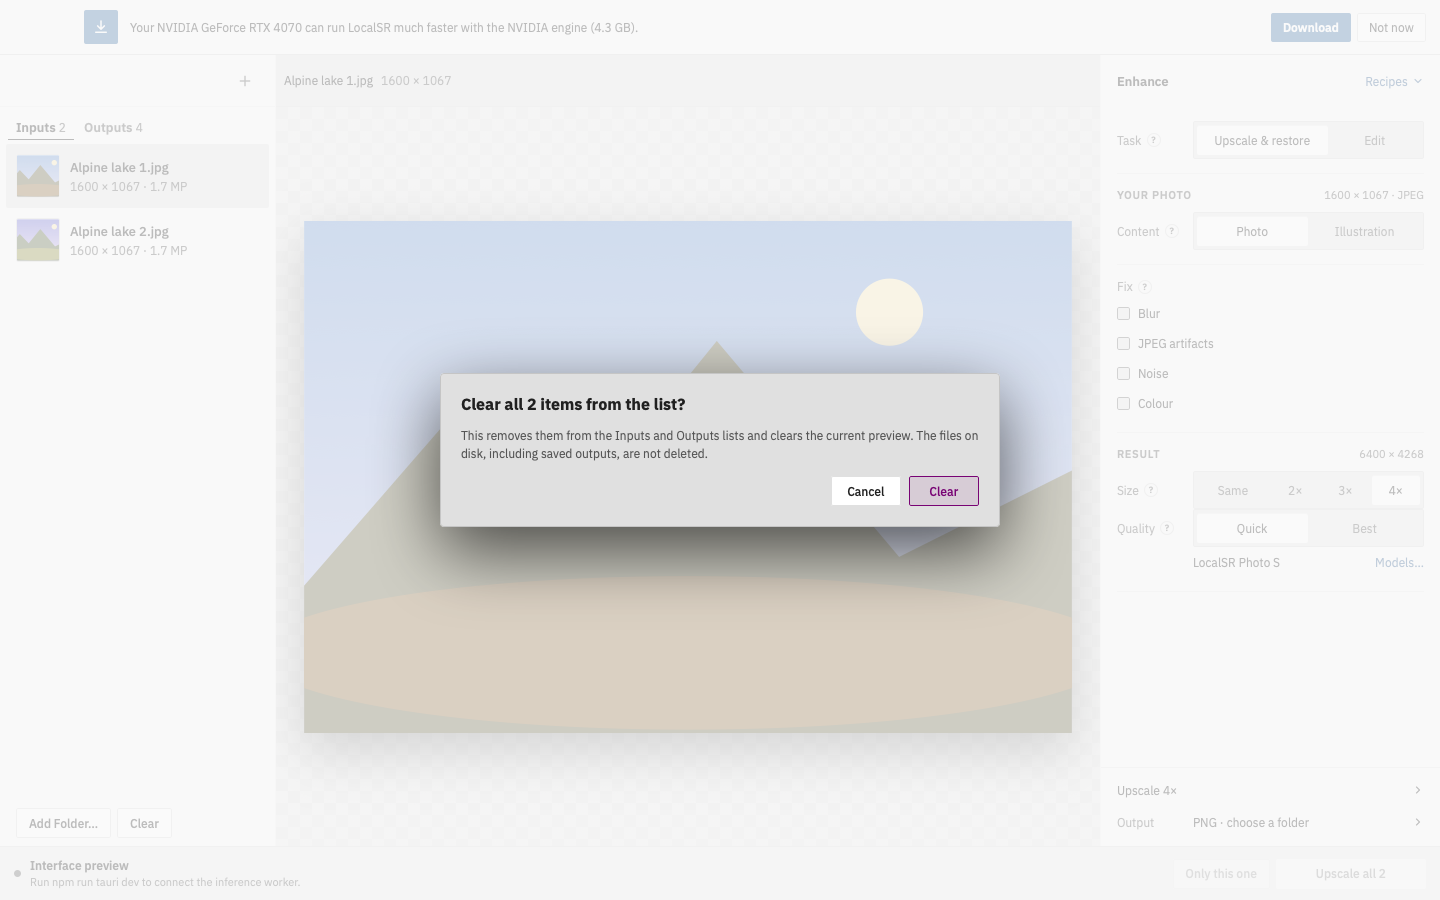 Your NVIDIA GeForce RTX 4070 can run LocalSR much faster with the NVIDIA engine (4.3 GB).
Download
Not now
Alpine lake 1.jpg 1600 × 1067
Enhance
Recipes
Inputs 2
Outputs 4
Alpine lake 1.jpg
1600 × 1067 · 1.7 MP
Alpine lake 2.jpg
1600 × 1067 · 1.7 MP
Add Folder...
Clear
Clear all 2 items from the list?
This removes them from the Inputs and Outputs lists and clears the current preview. The files on
disk, including saved outputs, are not deleted.
Cancel
Clear
Task ?
Upscale & restore
Edit
YOUR PHOTO
1600 × 1067 · JPEG
Content ?
Photo
Illustration
Fix ?
Blur
JPEG artifacts
Noise
Colour
RESULT
6400 × 4268
Size ?
Same
2×
3×
4×
Quality ?
Quick
Best
LocalSR Photo S
Models...
Upscale 4×
Output
PNG · choose a folder
Interface preview
Run npm run tauri dev to connect the inference worker.
Only this one
Upscale all 2